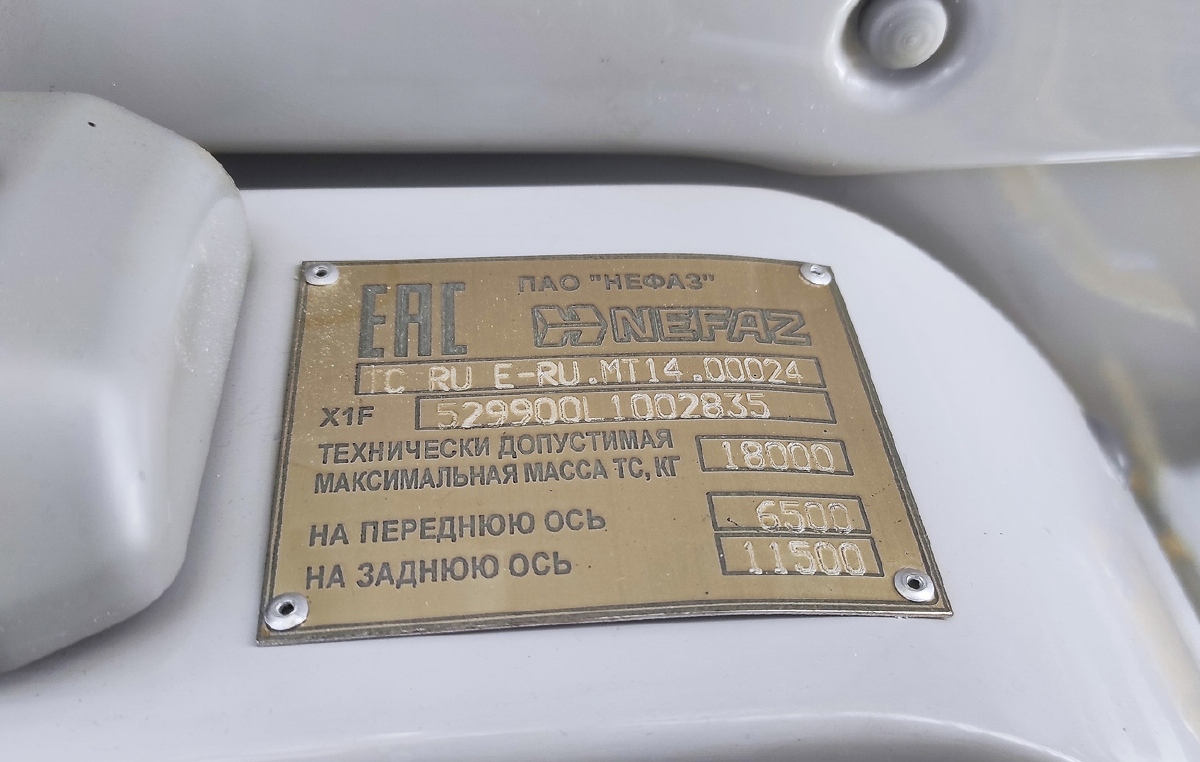 ПАО "НЕФАЗ"
EAC NEFAZ
ТС RU E-RU.МТ14.00024
X1F 529900L1002835
ТЕХНИЧЕСКИ ДОПУСТИМАЯ
МАКСИМАЛЬНАЯ МАССА ТС, КГ 18000
НА ПЕРЕДНЮЮ ОСЬ 6500
НА ЗАДНЮЮ ОСЬ 11500